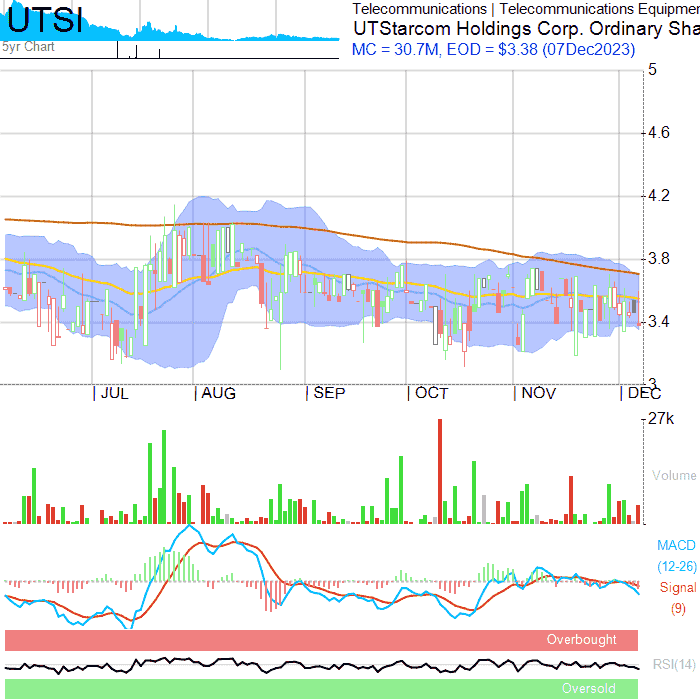 UTSI
5yr Chart
Telecommunications | Telecommunications Equipmen
UTStarcom Holdings Corp. Ordinary Sha
MC = 30.7M, EOD = $3.38 (07Dec2023)
5
4.6
4.2
3.8
3.4
3
JUL AUG SEP OCT NOV DEC
27k
Volume
MACD
(12-26)
Signal
(9)
Overbought
RSI(14)
Oversold